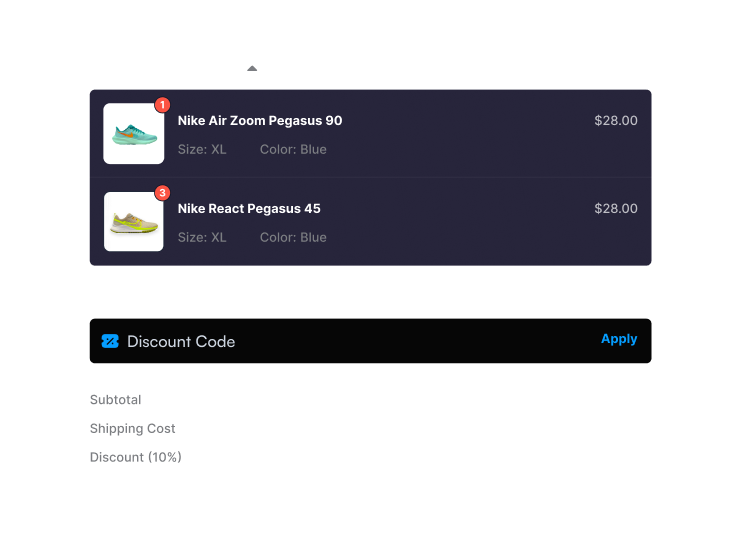 1
Nike Air Zoom Pegasus 90 $28.00
Size: XL Color: Blue
3
Nike React Pegasus 45 $28.00
Size: XL Color: Blue
Discount Code Apply
Subtotal
Shipping Cost
Discount (10%)